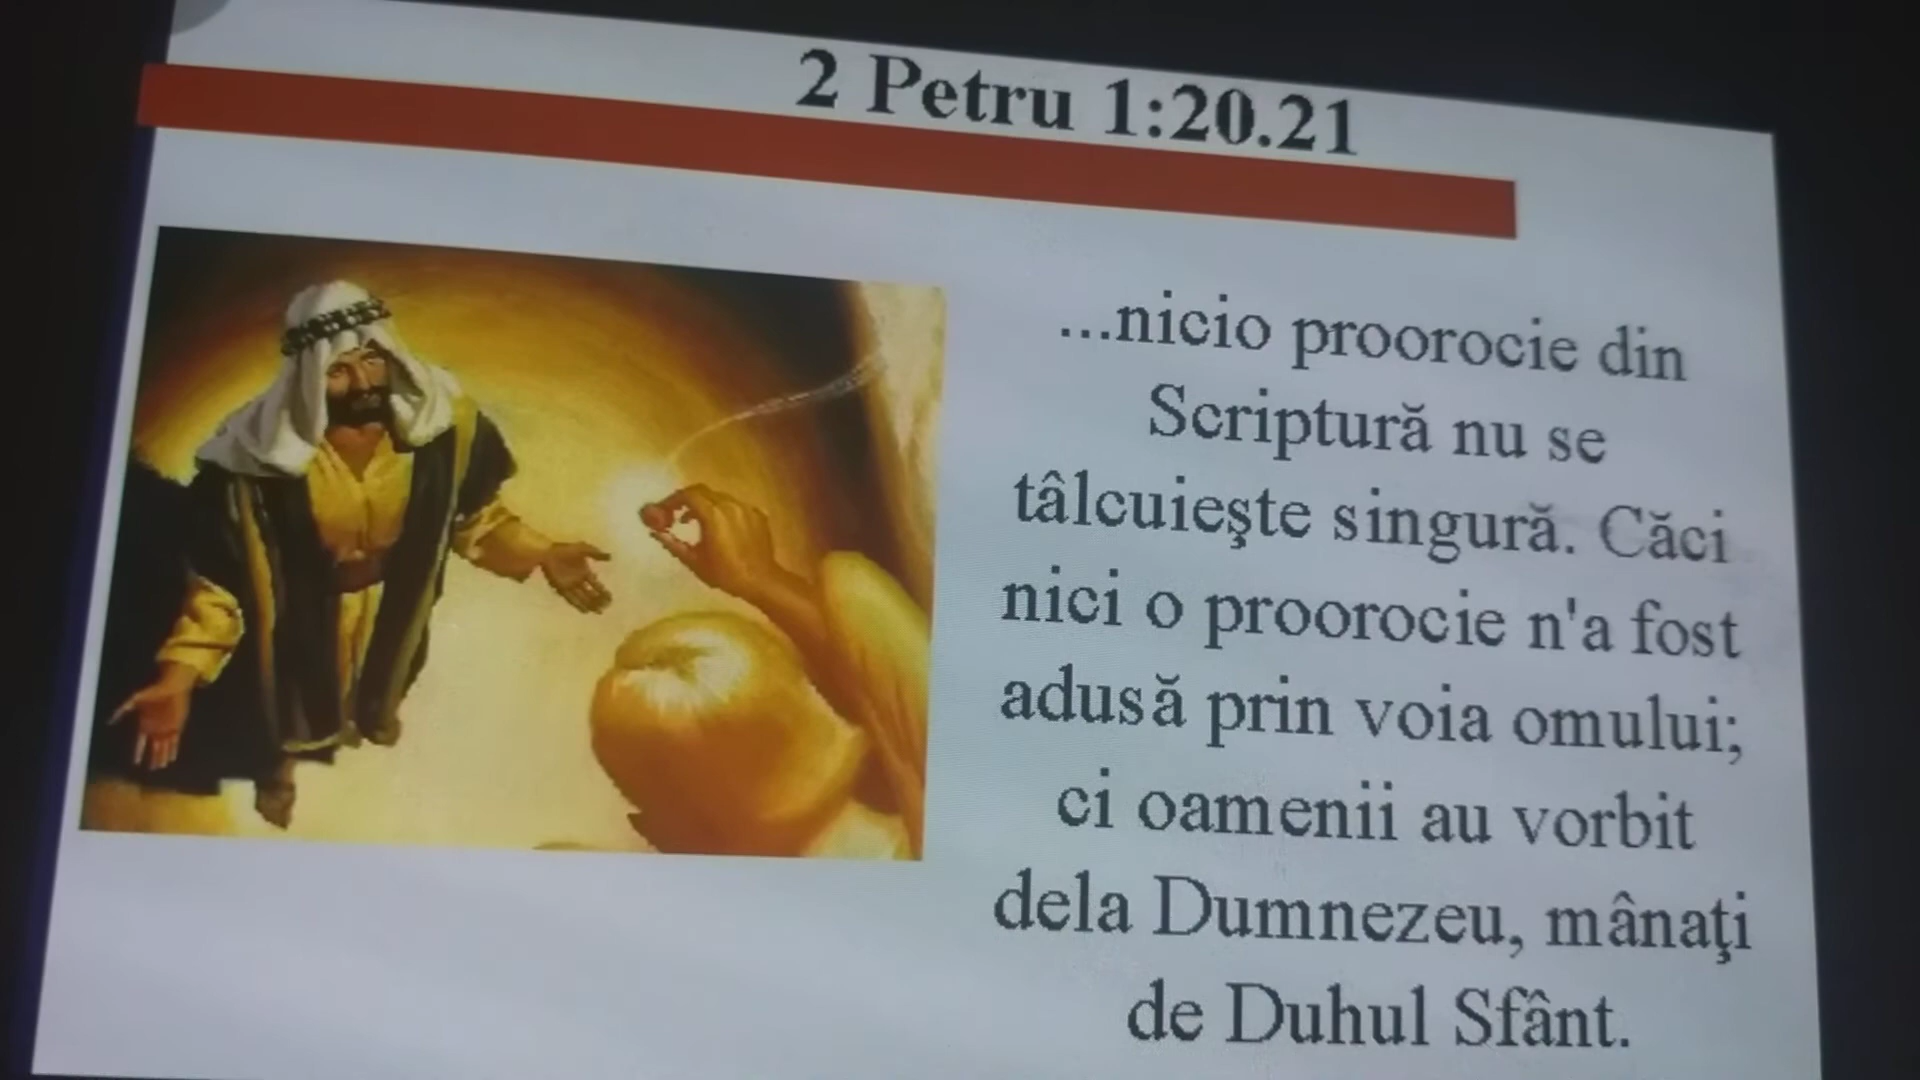 2 Petru 1:20.21
...nicio proorocie din
Scriptură nu se
tâlcuieşte singură. Căci
nici o proorocie n'a fost
adusă prin voia omului;
ci oamenii au vorbit
dela Dumnezeu, mânaţi
de Duhul Sfânt.